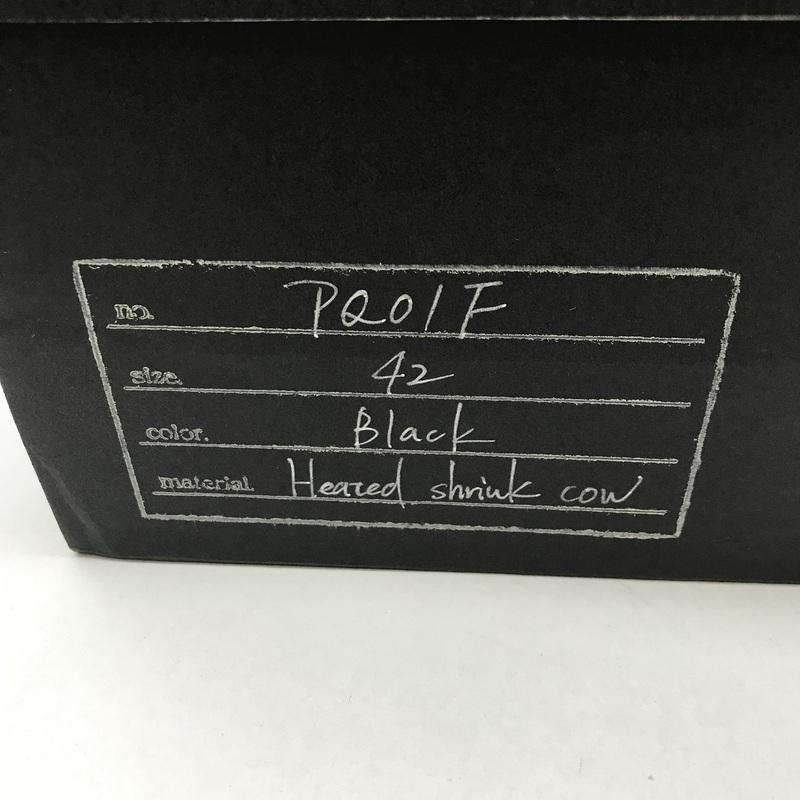 no. PQ01F
size. 42
color. Black
material. Heated shrink cow